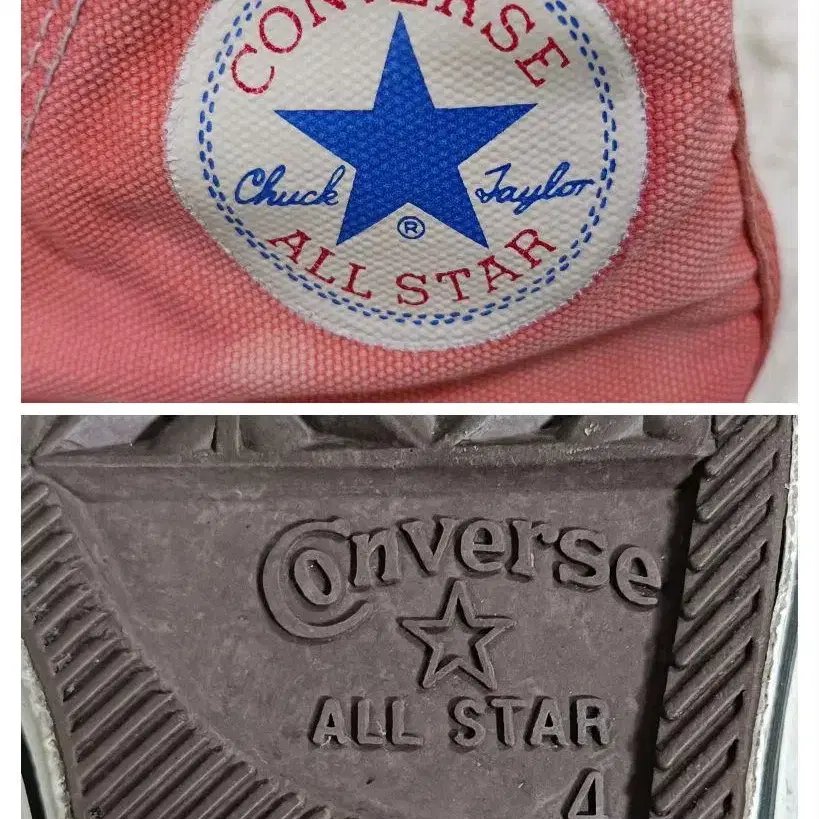 CONVERSE
Chuck Taylor
®
ALL STAR
Converse
ALL STAR
4